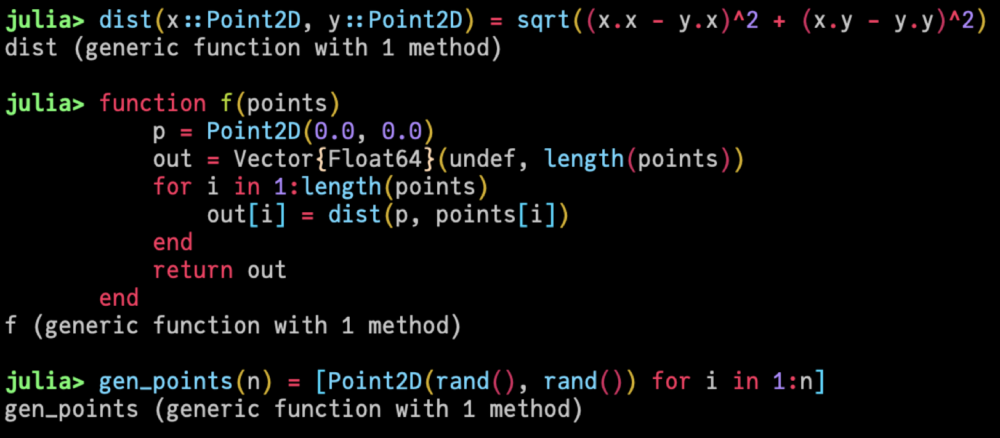 julia> dist(x::Point2D, y::Point2D) = sqrt((x.x - y.x)^2 + (x.y - y.y)^2)
dist (generic function with 1 method)
julia> function f(points)
p = Point2D(0.0, 0.0)
out = Vector{Float64}(undef, length(points))
for i in 1:length(points)
out[i] = dist(p, points[i])
end
return out
end
f (generic function with 1 method)
julia> gen_points(n) = [Point2D(rand(), rand()) for i in 1:n]
gen_points (generic function with 1 method)